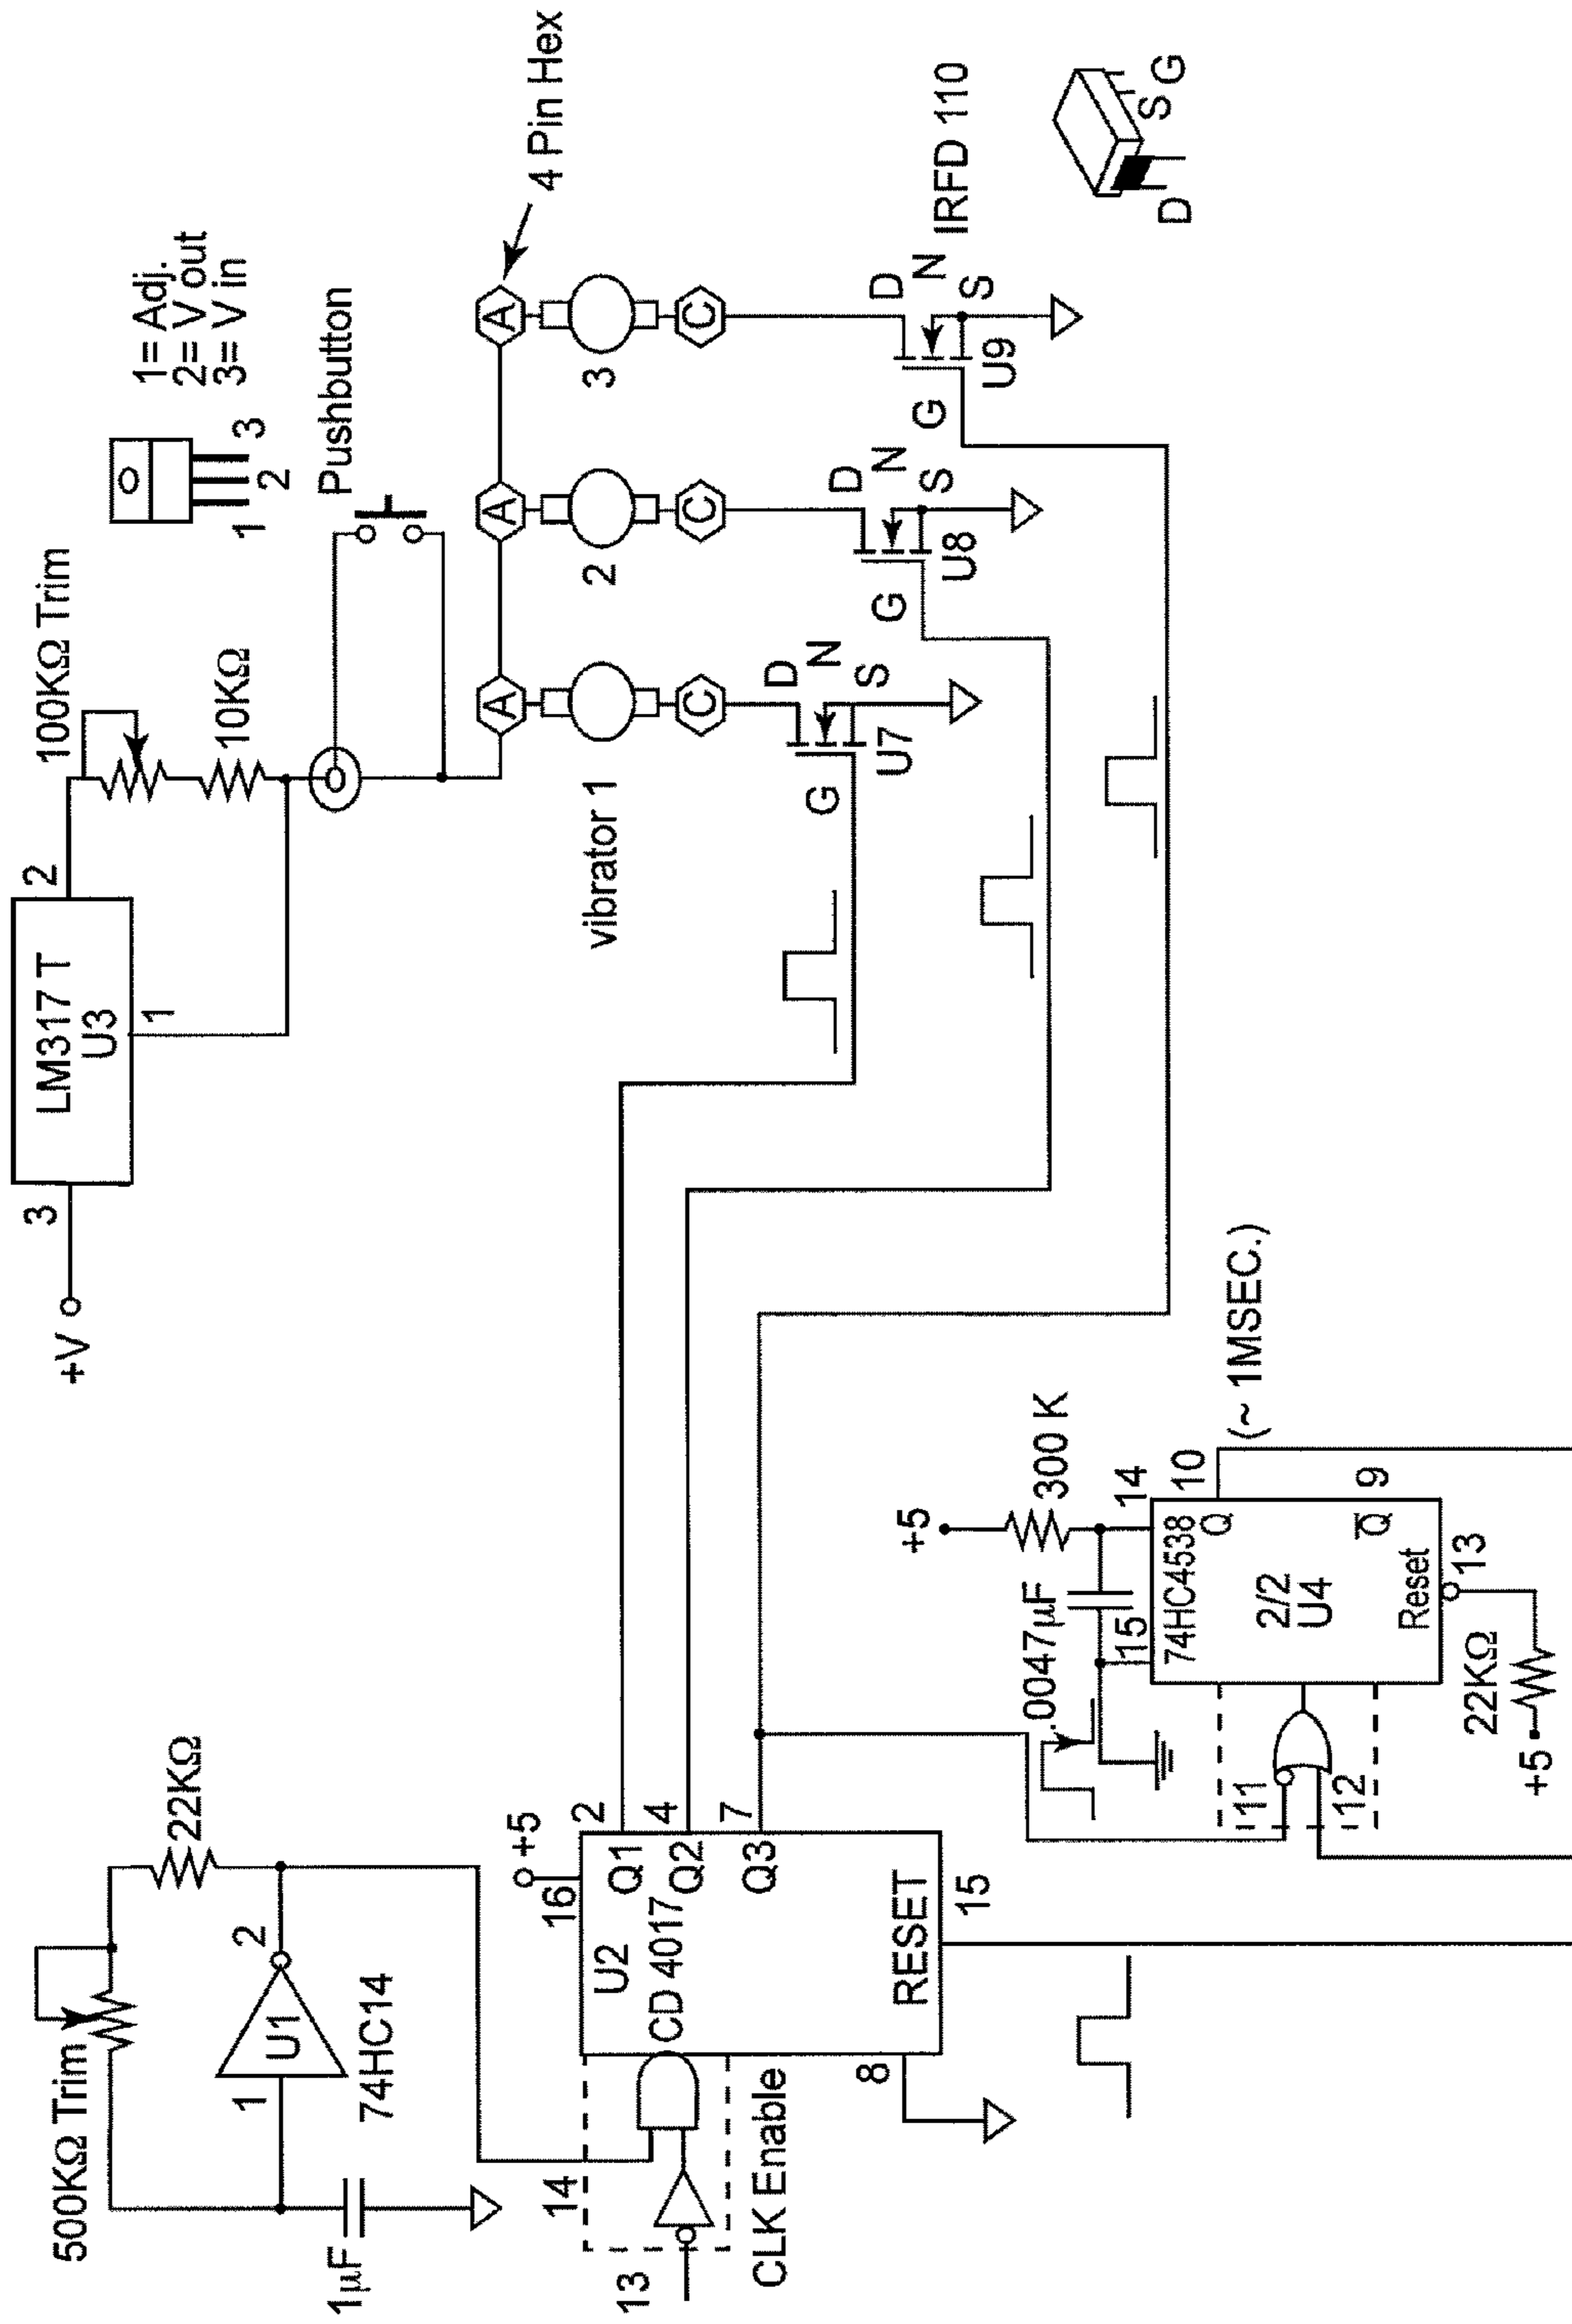 500KΩ Trim
22KΩ
1
U1
2
74HC14
1µF
+V
3
LM317 T
U3
2
1
100KΩ Trim
10KΩ
1= Adj.
2= V out
3= V in
1
2
3
Pushbutton
4 Pin Hex
A
A
A
vibrator 1
2
3
C
C
C
D
N
S
G
U7
D
N
S
G
U8
D
N
S
G
U9
IRFD 110
D
S
G
+5
16
14
13
CLK Enable
U2
CD 4017
Q1
2
Q2
4
Q3
7
RESET
15
8
+5
300 K
.0047µF
15
14
74HC4538
Q
10
(~ 1MSEC.)
2/2
U4
Q̅
9
Reset
13
11
12
22KΩ
+5